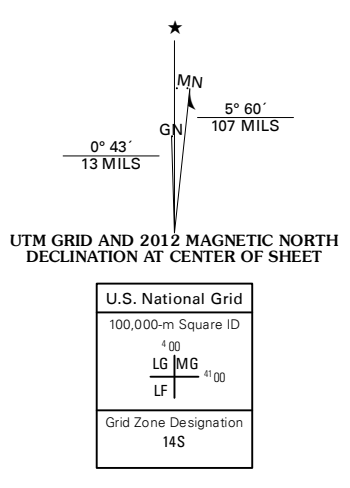 ★
MN
5° 60´
107 MILS
GN
0° 43´
13 MILS
UTM GRID AND 2012 MAGNETIC NORTH
DECLINATION AT CENTER OF SHEET
U.S. National Grid
100,000-m Square ID
4 00
LG MG
41 00
LF
Grid Zone Designation
14S